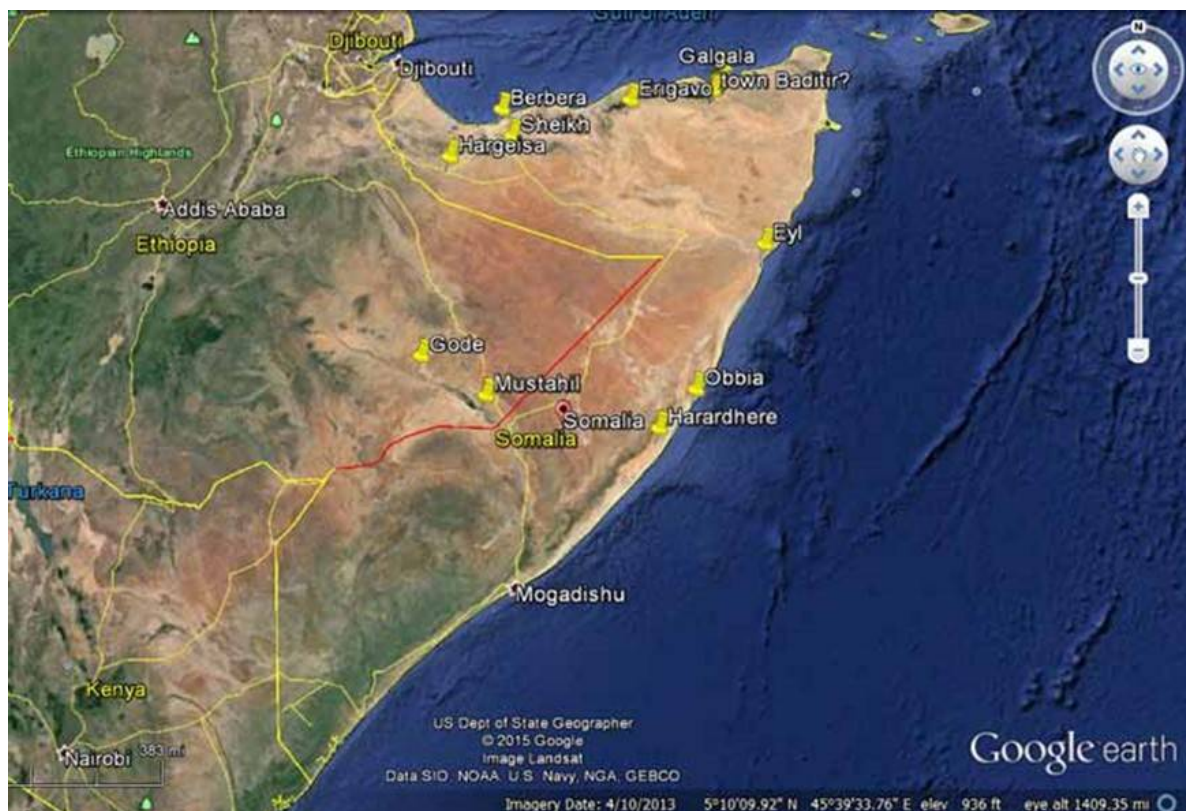 Gulf of Aden
Djibouti
Djibouti
Galgala
town Baditir?
Erigavo
Berbera
Sheikh
Hargeisa
Ethiopian Highlands
Addis Ababa
Ethiopia
Eyl
Gode
Mustahil
Obbia
Harardhere
Somalia
Somalia
Turkana
Mogadishu
Kenya
Nairobi
383 mi
US Dept of State Geographer
© 2015 Google
Image Landsat
Data SIO, NOAA, U.S. Navy, NGA, GEBCO
Google earth
Imagery Date: 4/10/2013 5°10'09.92" N 45°39'33.76" E elev 936 ft eye alt 1409.35 mi
N